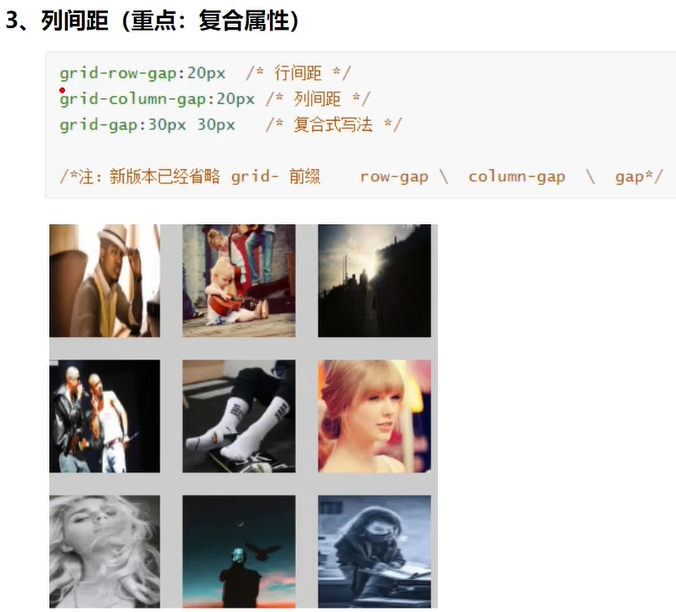 3、列间距（重点：复合属性）
grid-row-gap:20px /* 行间距 */
grid-column-gap:20px /* 列间距 */
grid-gap:30px 30px /* 复合式写法 */
/*注：新版本已经省略 grid- 前缀 row-gap \ column-gap \ gap*/